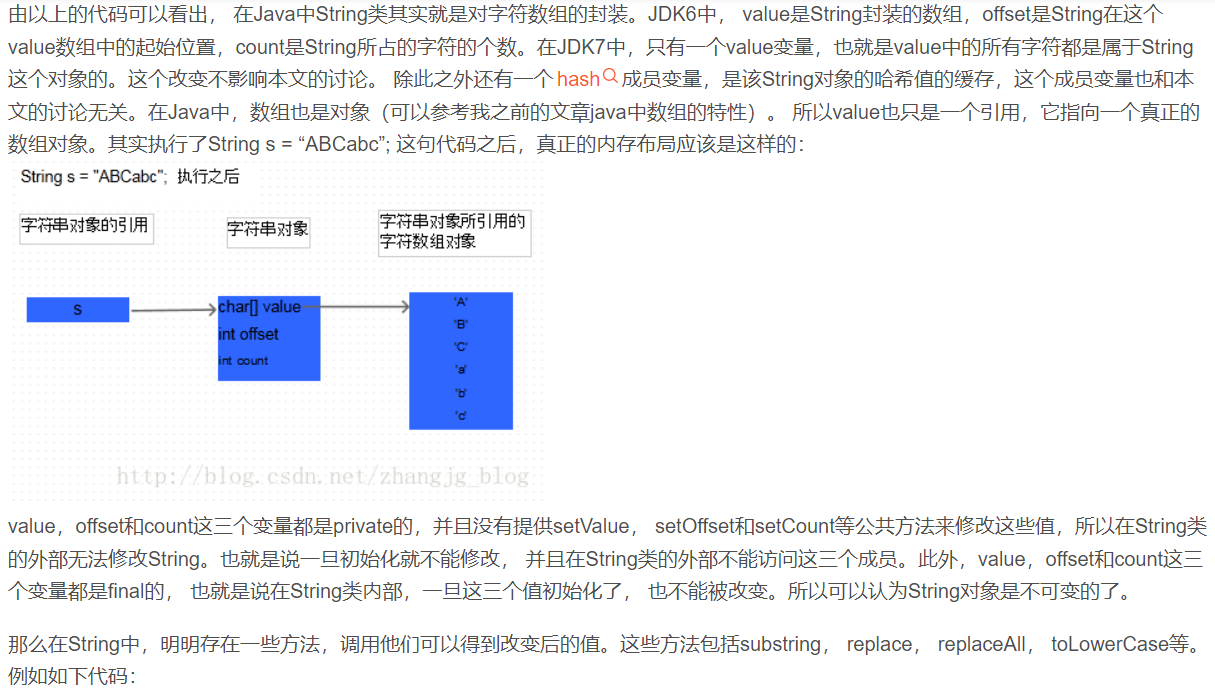 由以上的代码可以看出， 在Java中String类其实就是对字符数组的封装。JDK6中， value是String封装的数组，offset是String在这个
value数组中的起始位置，count是String所占的字符的个数。在JDK7中，只有一个value变量，也就是value中的所有字符都是属于String
这个对象的。这个改变不影响本文的讨论。 除此之外还有一个 hash 成员变量，是该String对象的哈希值的缓存，这个成员变量也和本
文的讨论无关。在Java中，数组也是对象（可以参考我之前的文章java中数组的特性）。 所以value也只是一个引用，它指向一个真正的
数组对象。其实执行了String s = “ABCabc”; 这句代码之后，真正的内存布局应该是这样的：
String s = "ABCabc"; 执行之后
字符串对象的引用
字符串对象
字符串对象所引用的
字符数组对象
s
char[] value
int offset
int count
'A'
'B'
'C'
'a'
'b'
'c'
http://blog.csdn.net/zhangjg_blog
value，offset和count这三个变量都是private的，并且没有提供setValue， setOffset和setCount等公共方法来修改这些值，所以在String类
的外部无法修改String。也就是说一旦初始化就不能修改， 并且在String类的外部不能访问这三个成员。此外，value，offset和count这三
个变量都是final的， 也就是说在String类内部，一旦这三个值初始化了， 也不能被改变。所以可以认为String对象是不可变的了。
那么在String中，明明存在一些方法，调用他们可以得到改变后的值。这些方法包括substring， replace， replaceAll， toLowerCase等。
例如如下代码：